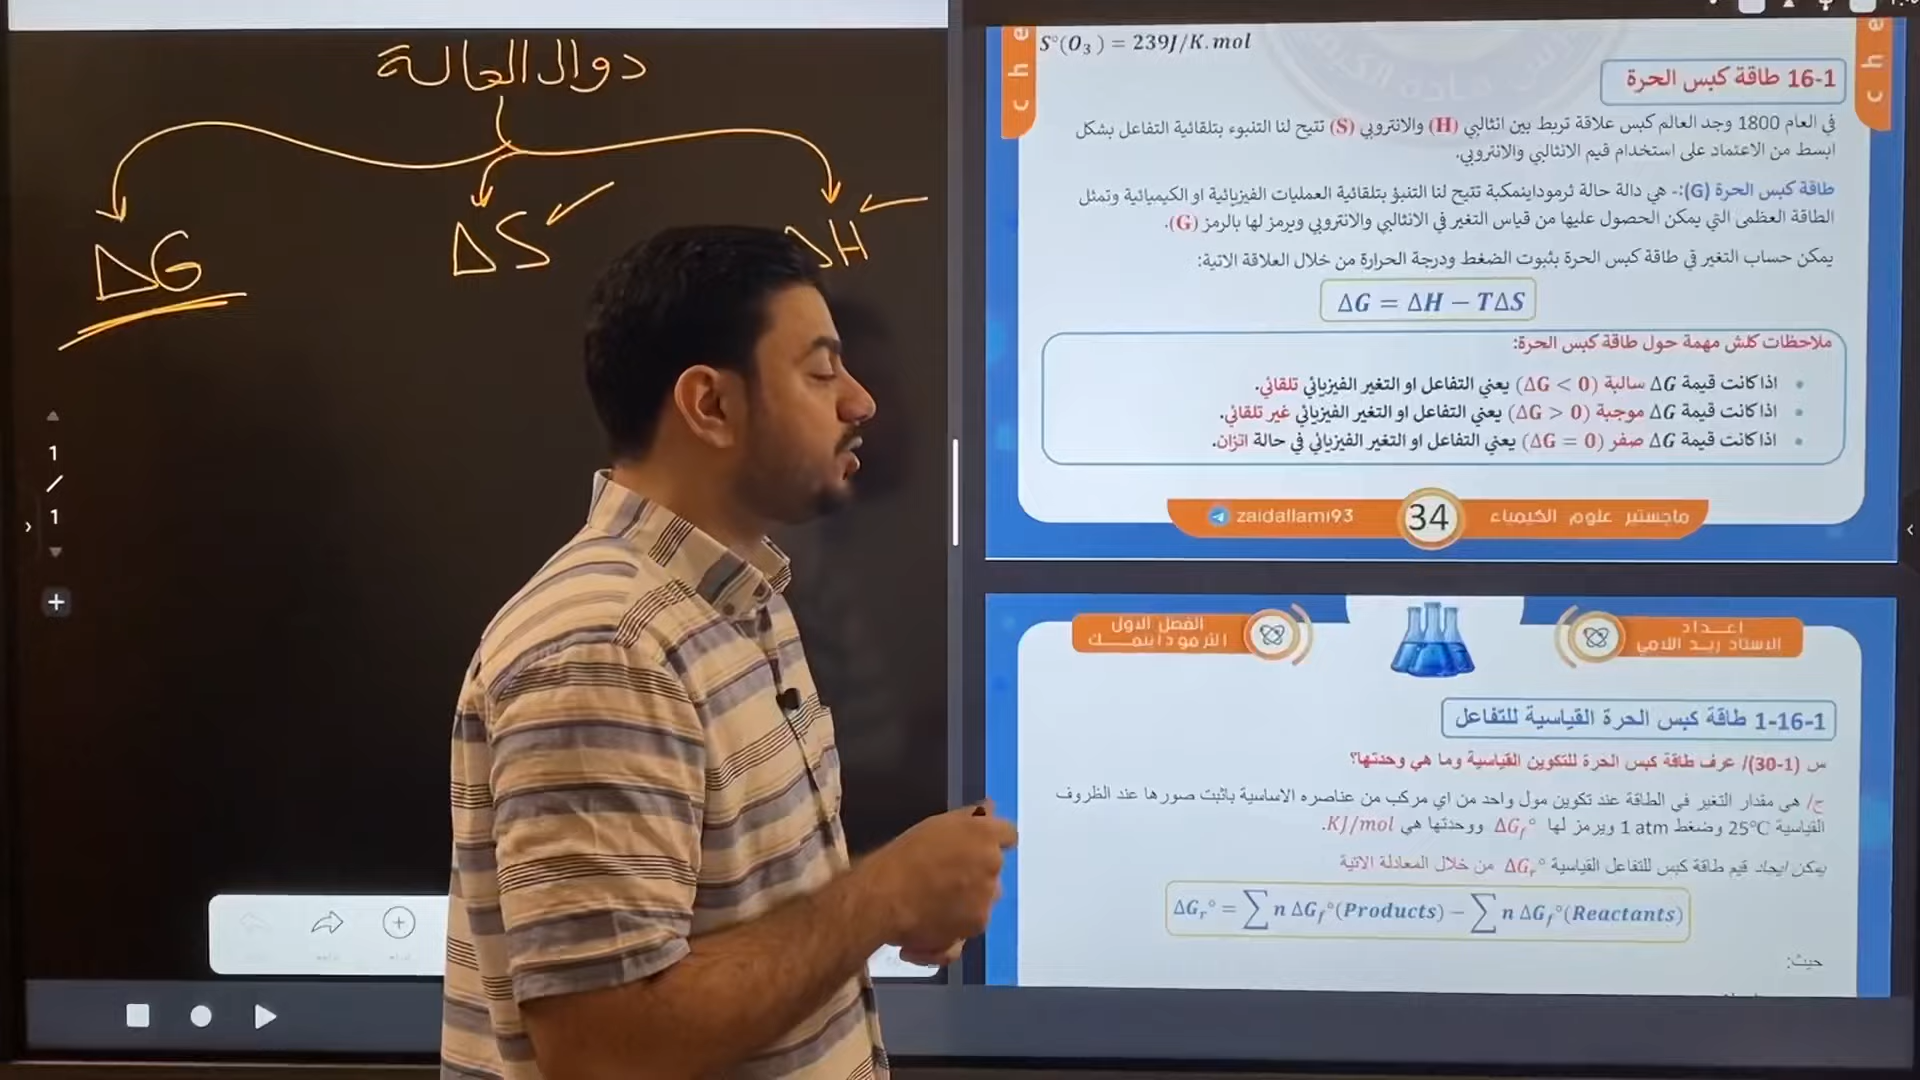 دوال الحالة
ΔG
ΔS
ΔH
1
/
1
S°(O₃) = 239J/K.mol
16-1 طاقة كبس الحرة
في العام 1800 وجد العالم كبس علاقة تربط بين انثالبي (H) والانتروبي (S) تتيح لنا التنبوء بتلقائية التفاعل بشكل
ابسط من الاعتماد على استخدام قيم الانثالبي والانتروبي.
طاقة كبس الحرة (G):- هي دالة حالة ثرموداينمكية تتيح لنا التنبؤ بتلقائية العمليات الفيزيائية او الكيميائية وتمثل
الطاقة العظمى التي يمكن الحصول عليها من قياس التغير في الانثالبي والانتروبي ويرمز لها بالرمز (G).
يمكن حساب التغير في طاقة كبس الحرة بثبوت الضغط ودرجة الحرارة من خلال العلاقة الاتية:
ΔG = ΔH − TΔS
ملاحظات كلش مهمة حول طاقة كبس الحرة:
• اذا كانت قيمة ΔG سالبة (ΔG < 0) يعني التفاعل او التغير الفيزيائي تلقائي.
• اذا كانت قيمة ΔG موجبة (ΔG > 0) يعني التفاعل او التغير الفيزيائي غير تلقائي.
• اذا كانت قيمة ΔG صفر (ΔG = 0) يعني التفاعل او التغير الفيزيائي في حالة اتزان.
ماجستير علوم الكيمياء 34 zaidallami93
اعداد
الاستاذ زيد اللامي
الفصل الاول
الثرموداينمك
1-16-1 طاقة كبس الحرة القياسية للتفاعل
س (1-30)/ عرف طاقة كبس الحرة للتكوين القياسية وما هي وحدتها؟
ج/ هي مقدار التغير في الطاقة عند تكوين مول واحد من اي مركب من عناصره الاساسية باثبت صورها عند الظروف
القياسية 25°C وضغط 1 atm ويرمز لها ΔG𝒻° ووحدتها هي KJ/mol.
يمكن ايجاد قيم طاقة كبس للتفاعل القياسية ΔGᵣ° من خلال المعادلة الاتية
ΔGᵣ° = ∑ n ΔG𝒻°(Products) − ∑ n ΔG𝒻°(Reactants)
حيث: